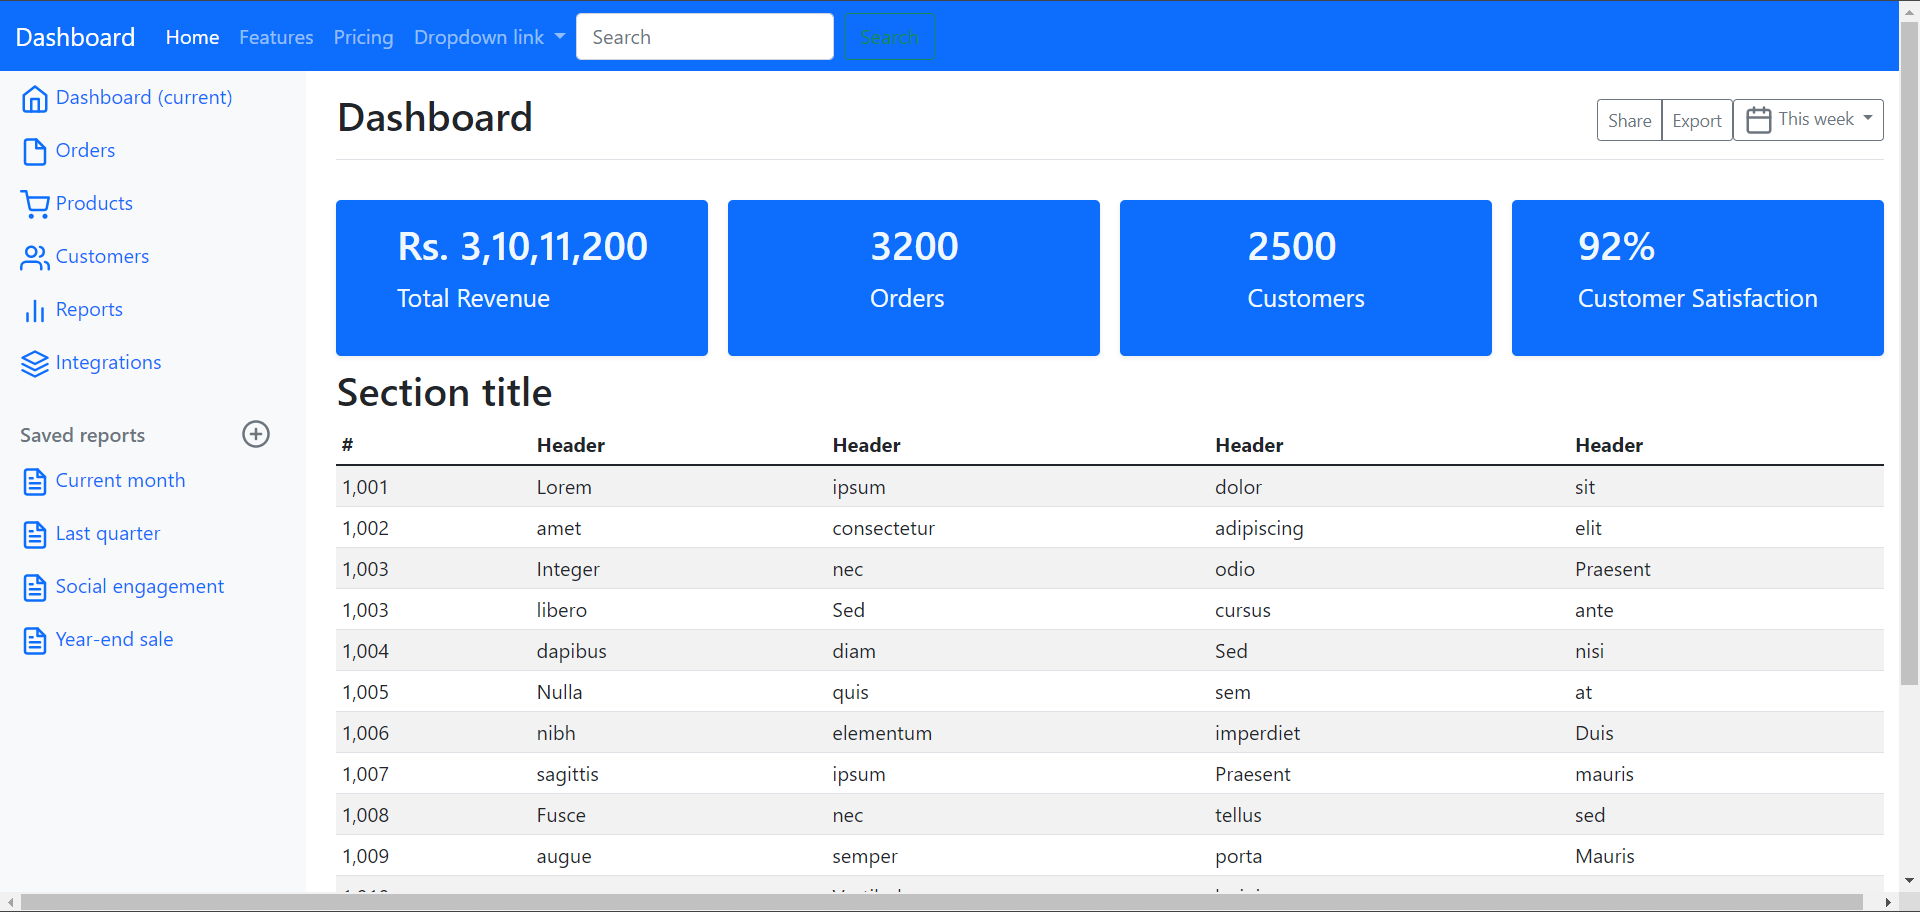 Dashboard Home Features Pricing Dropdown link Search Search
Dashboard (current)
Orders
Products
Customers
Reports
Integrations
Saved reports
Current month
Last quarter
Social engagement
Year-end sale
Dashboard
Share Export This week
Rs. 3,10,11,200
Total Revenue
3200
Orders
2500
Customers
92%
Customer Satisfaction
Section title
# Header Header Header Header
1,001 Lorem ipsum dolor sit
1,002 amet consectetur adipiscing elit
1,003 Integer nec odio Praesent
1,003 libero Sed cursus ante
1,004 dapibus diam Sed nisi
1,005 Nulla quis sem at
1,006 nibh elementum imperdiet Duis
1,007 sagittis ipsum Praesent mauris
1,008 Fusce nec tellus sed
1,009 augue semper porta Mauris